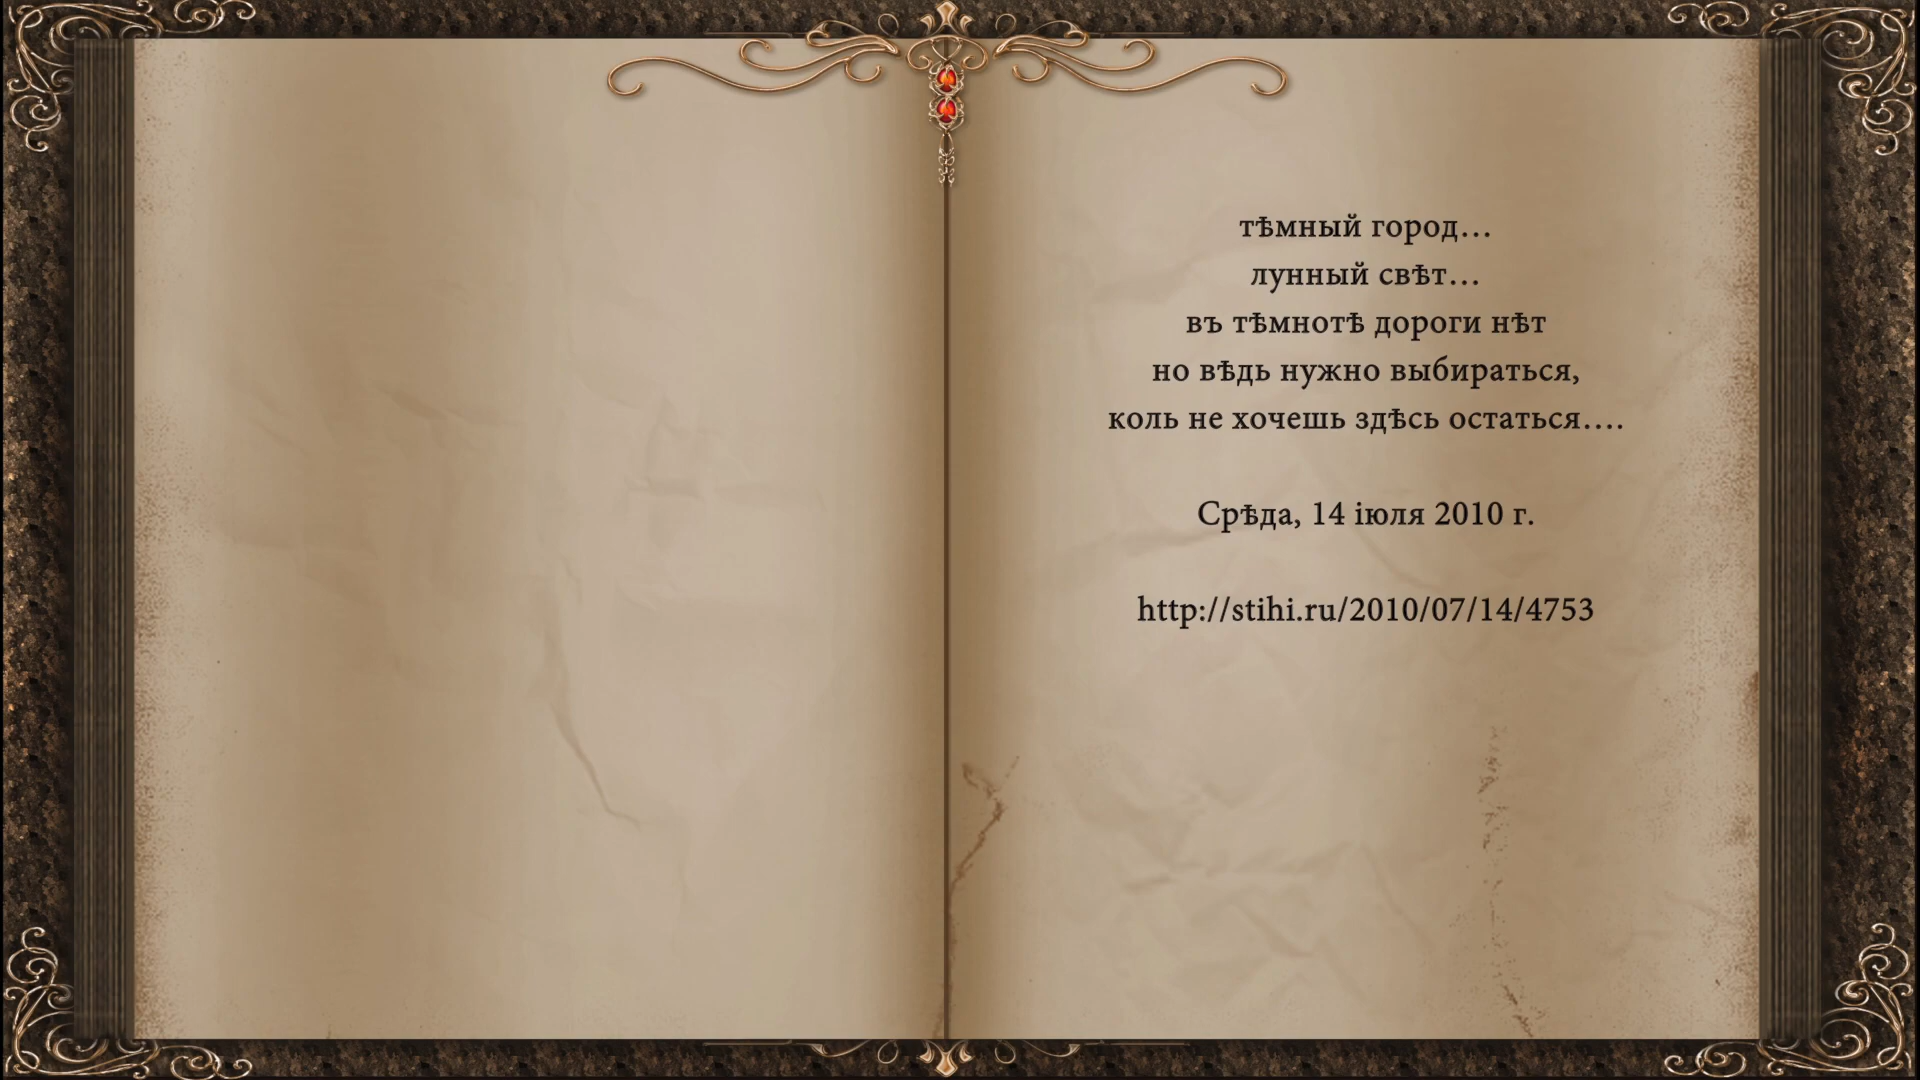 тѣмный город...
лунный свѣт...
въ тѣмнотѣ дороги нѣт
но вѣдь нужно выбираться,
коль не хочешь здѣсь остаться....
Срѣда, 14 іюля 2010 г.
http://stihi.ru/2010/07/14/4753